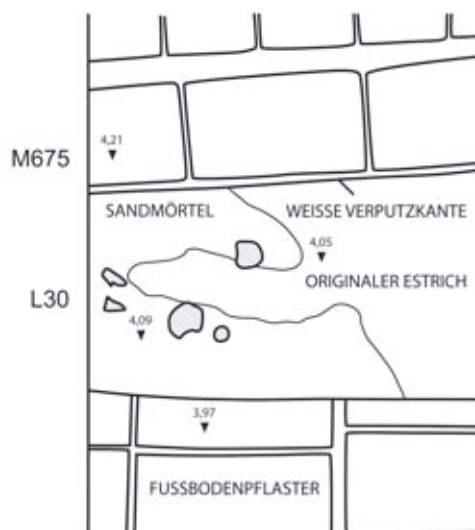 4,21
M675
SANDMÖRTEL
WEISSE VERPUTZKANTE
4,05
ORIGINALER ESTRICH
L30
4,09
3,97
FUSSBODENPFLASTER